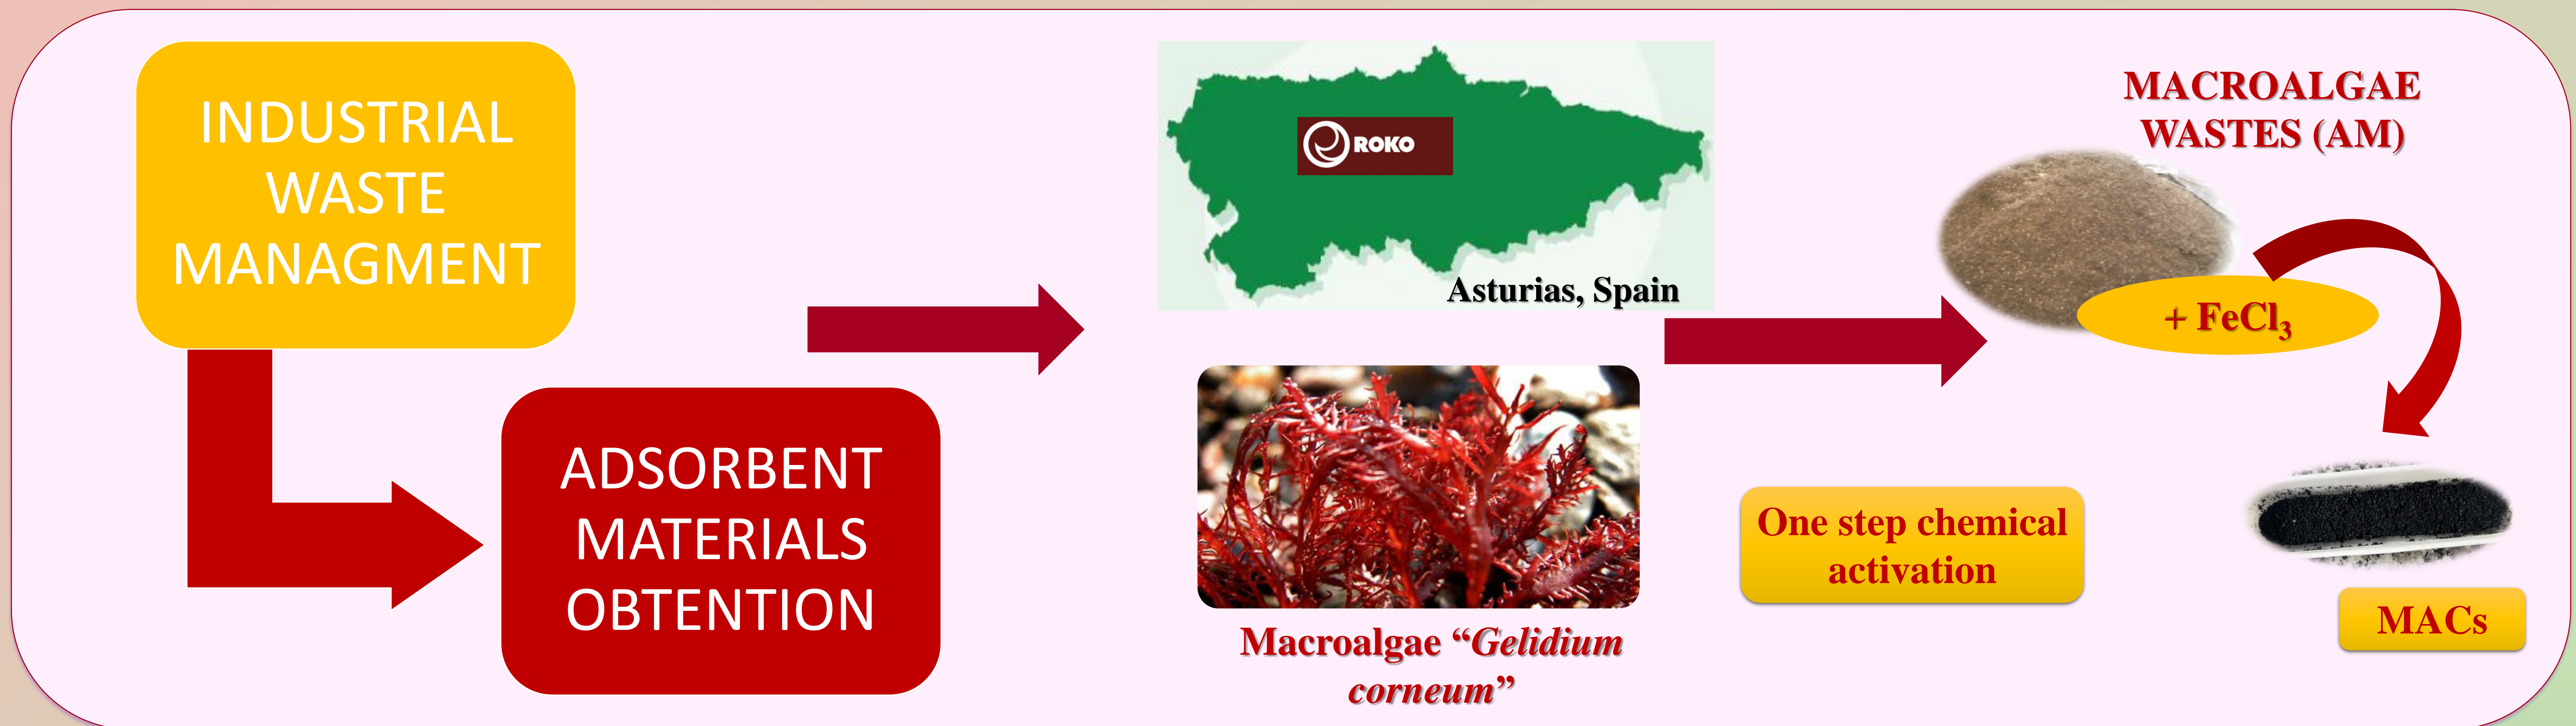 INDUSTRIAL
WASTE
MANAGMENT
ADSORBENT
MATERIALS
OBTENTION
ROKO
Asturias, Spain
Macroalgae “Gelidium
corneum”
MACROALGAE
WASTES (AM)
+ FeCl₃
One step chemical
activation
MACs